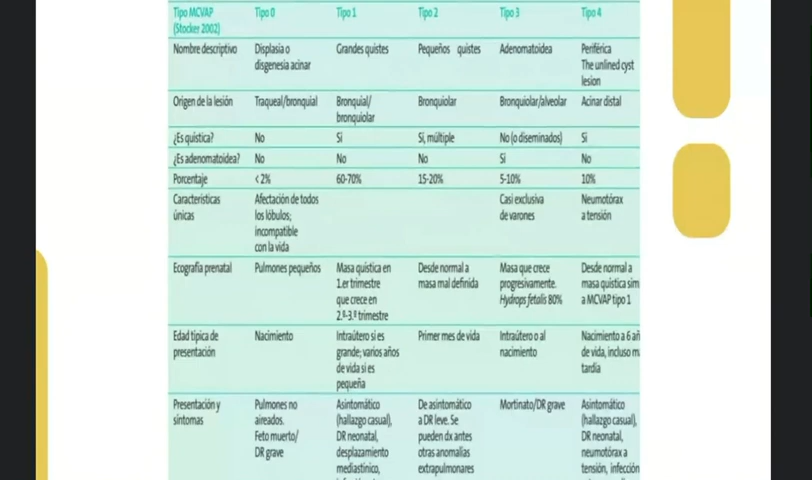 Tipo MCVAP Tipo 0 Tipo 1 Tipo 2 Tipo 3 Tipo 4
(Stocker 2002)
Nombre descriptivo Displasia o Grandes quistes Pequeños quistes Adenomatoidea Periférica
disgenesia acinar The unlined cyst
lesion
Origen de la lesión Traqueal/bronquial Bronquial/ Bronquiolar Bronquiolar/alveolar Acinar distal
bronquiolar
¿Es quística? No Sí Sí, múltiple No (o diseminados) Sí
¿Es adenomatoidea? No No No Sí No
Porcentaje < 2% 60-70% 15-20% 5-10% 10%
Características Afectación de todos Casi exclusiva Neumotórax
únicas los lóbulos; de varones a tensión
incompatible
con la vida
Ecografía prenatal Pulmones pequeños Masa quística en Desde normal a Masa que crece Desde normal a
1.er trimestre masa mal definida progresivamente. masa quística sim
que crece en Hydrops fetalis 80% a MCVAP tipo 1
2.º-3.º trimestre
Edad típica de Nacimiento Intraútero si es Primer mes de vida Intraútero o al Nacimiento a 6 añ
presentación grande; varios años nacimiento de vida, incluso m
de vida si es tardía
pequeña
Presentación y Pulmones no Asintomático De asintomático Mortinato/DR grave Asintomático
síntomas aireados. (hallazgo casual), a DR leve. Se (hallazgo casual),
Feto muerto/ DR neonatal, pueden dx antes DR neonatal,
DR grave desplazamiento otras anomalías neumotórax a
mediastínico, extrapulmonares tensión, infección